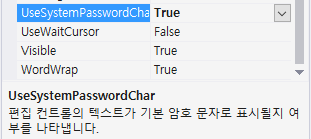 UseSystemPasswordChar True
UseWaitCursor False
Visible True
WordWrap True
UseSystemPasswordChar
편집 컨트롤의 텍스트가 기본 암호 문자로 표시될지 여
부를 나타냅니다.